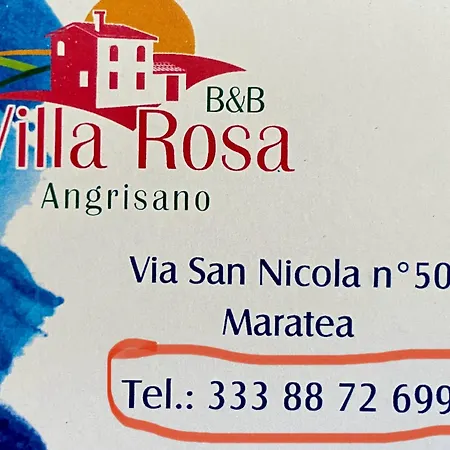 B&B
Villa Rosa
Angrisano
Via San Nicola n°50
Maratea
Tel.: 333 88 72 699